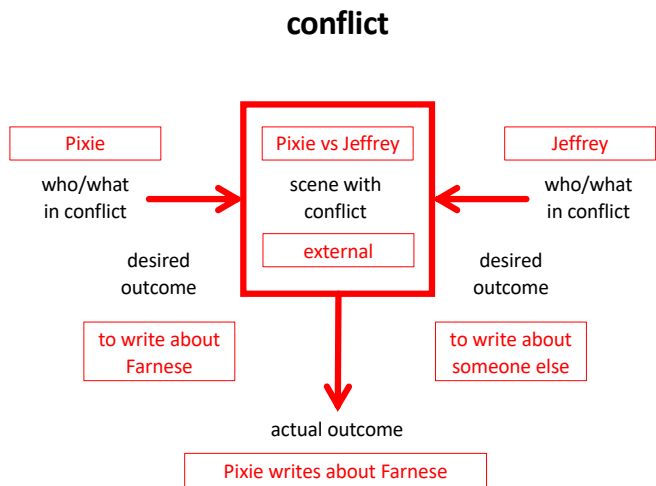 conflict
Pixie
Pixie vs Jeffrey
Jeffrey
who/what
in conflict
scene with
conflict
who/what
in conflict
external
desired
outcome
desired
outcome
to write about
Farnese
to write about
someone else
actual outcome
Pixie writes about Farnese